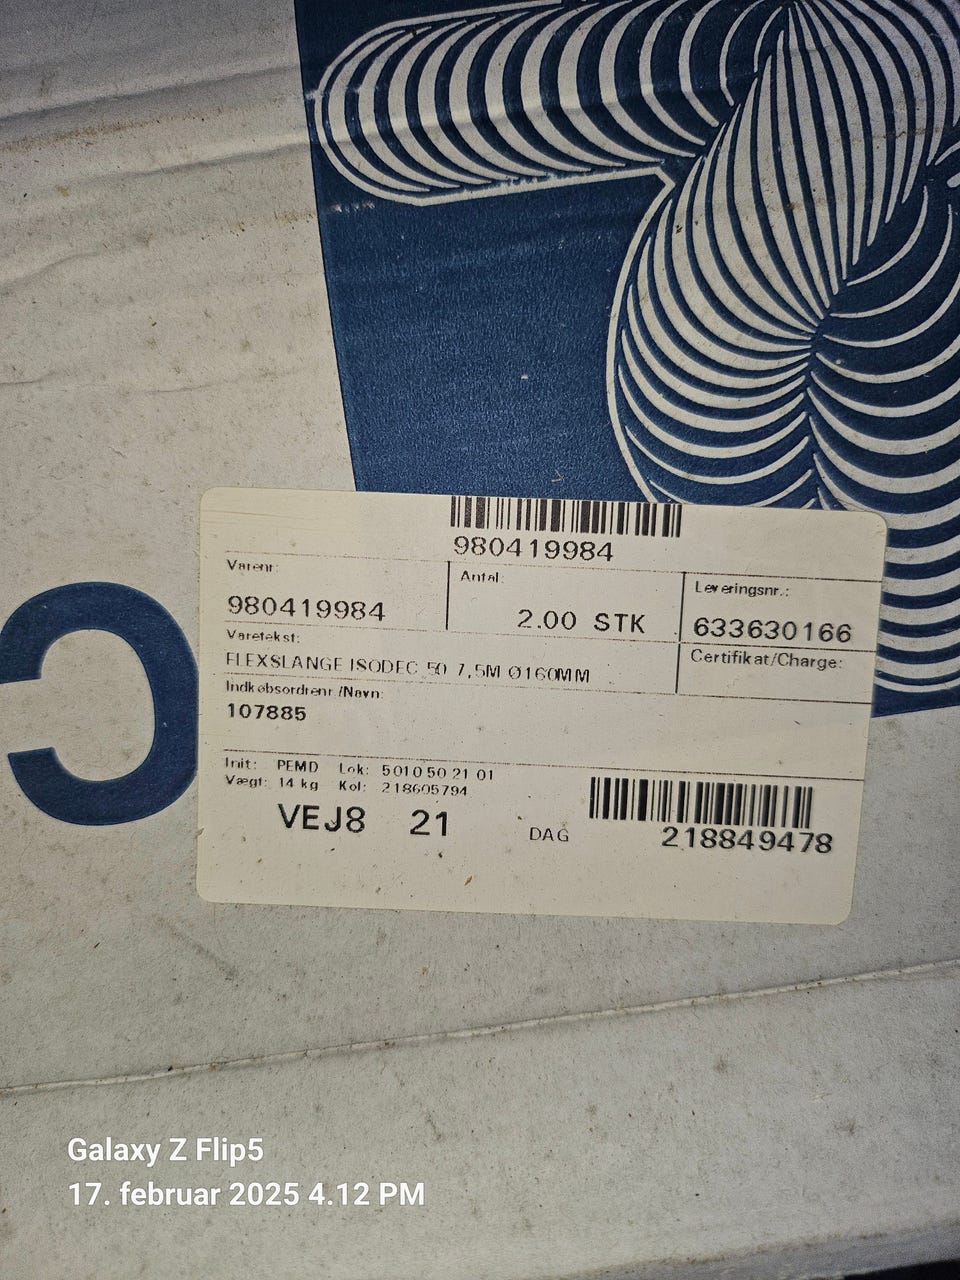 C
980419984
Varenr:
Antal:
Leveringsnr.:
980419984
2.00 STK
633630166
Varetekst:
Certifikat/Charge:
FLEXSLANGE ISODEC 50 7,5M Ø160MM
Indkøbsordrenr /Navn:
107885
Init: PEMD Lok: 5010 50 21 01
Vægt: 14 kg Kol: 218605794
VEJ8 21
DAG
218849478
Galaxy Z Flip5
17. februar 2025 4.12 PM